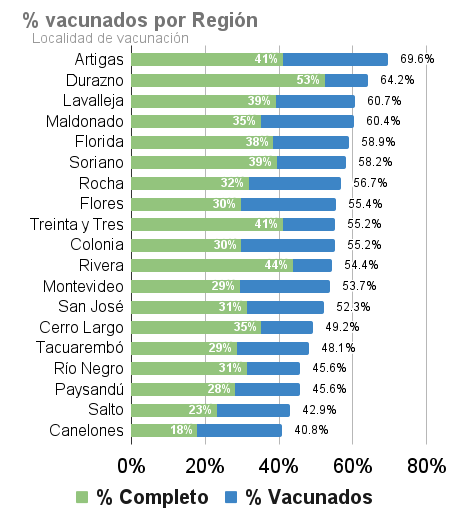 % vacunados por Región
Localidad de vacunación
Artigas 41% 69.6%
Durazno 53% 64.2%
Lavalleja 39% 60.7%
Maldonado 35% 60.4%
Florida 38% 58.9%
Soriano 39% 58.2%
Rocha 32% 56.7%
Flores 30% 55.4%
Treinta y Tres 41% 55.2%
Colonia 30% 55.2%
Rivera 44% 54.4%
Montevideo 29% 53.7%
San José 31% 52.3%
Cerro Largo 35% 49.2%
Tacuarembó 29% 48.1%
Río Negro 31% 45.6%
Paysandú 28% 45.6%
Salto 23% 42.9%
Canelones 18% 40.8%
0% 20% 40% 60% 80%
% Completo % Vacunados